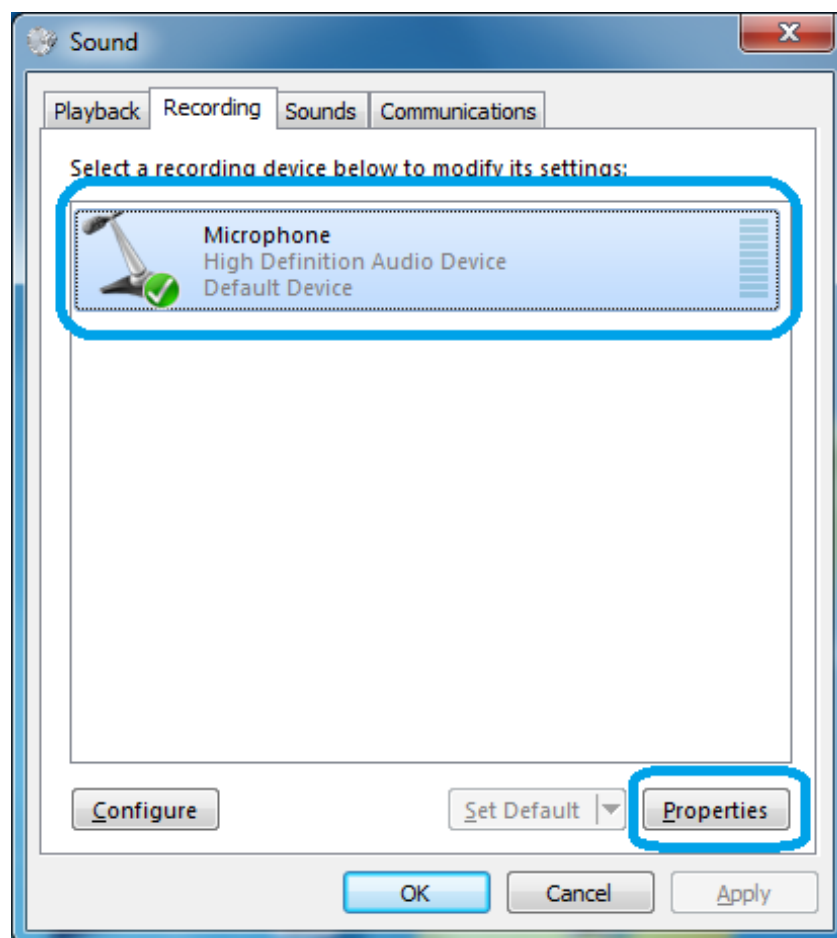 Sound
Playback Recording Sounds Communications
Select a recording device below to modify its settings:
Microphone
High Definition Audio Device
Default Device
Configure Set Default Properties
OK Cancel Apply